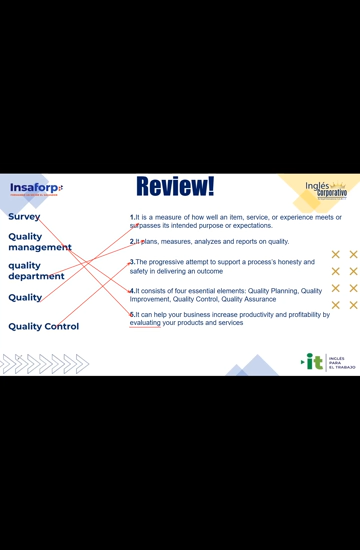 Insaforp
Review!
Inglés
Corporativo
Survey
Quality
management
quality
department
Quality
Quality Control
1.It is a measure of how well an item, service, or experience meets or
surpasses its intended purpose or expectations.
2.It plans, measures, analyzes and reports on quality.
3.The progressive attempt to support a process's honesty and
safety in delivering an outcome
4.It consists of four essential elements: Quality Planning, Quality
Improvement, Quality Control, Quality Assurance
5.It can help your business increase productivity and profitability by
evaluating your products and services
it
INGLÉS
PARA
EL TRABAJO